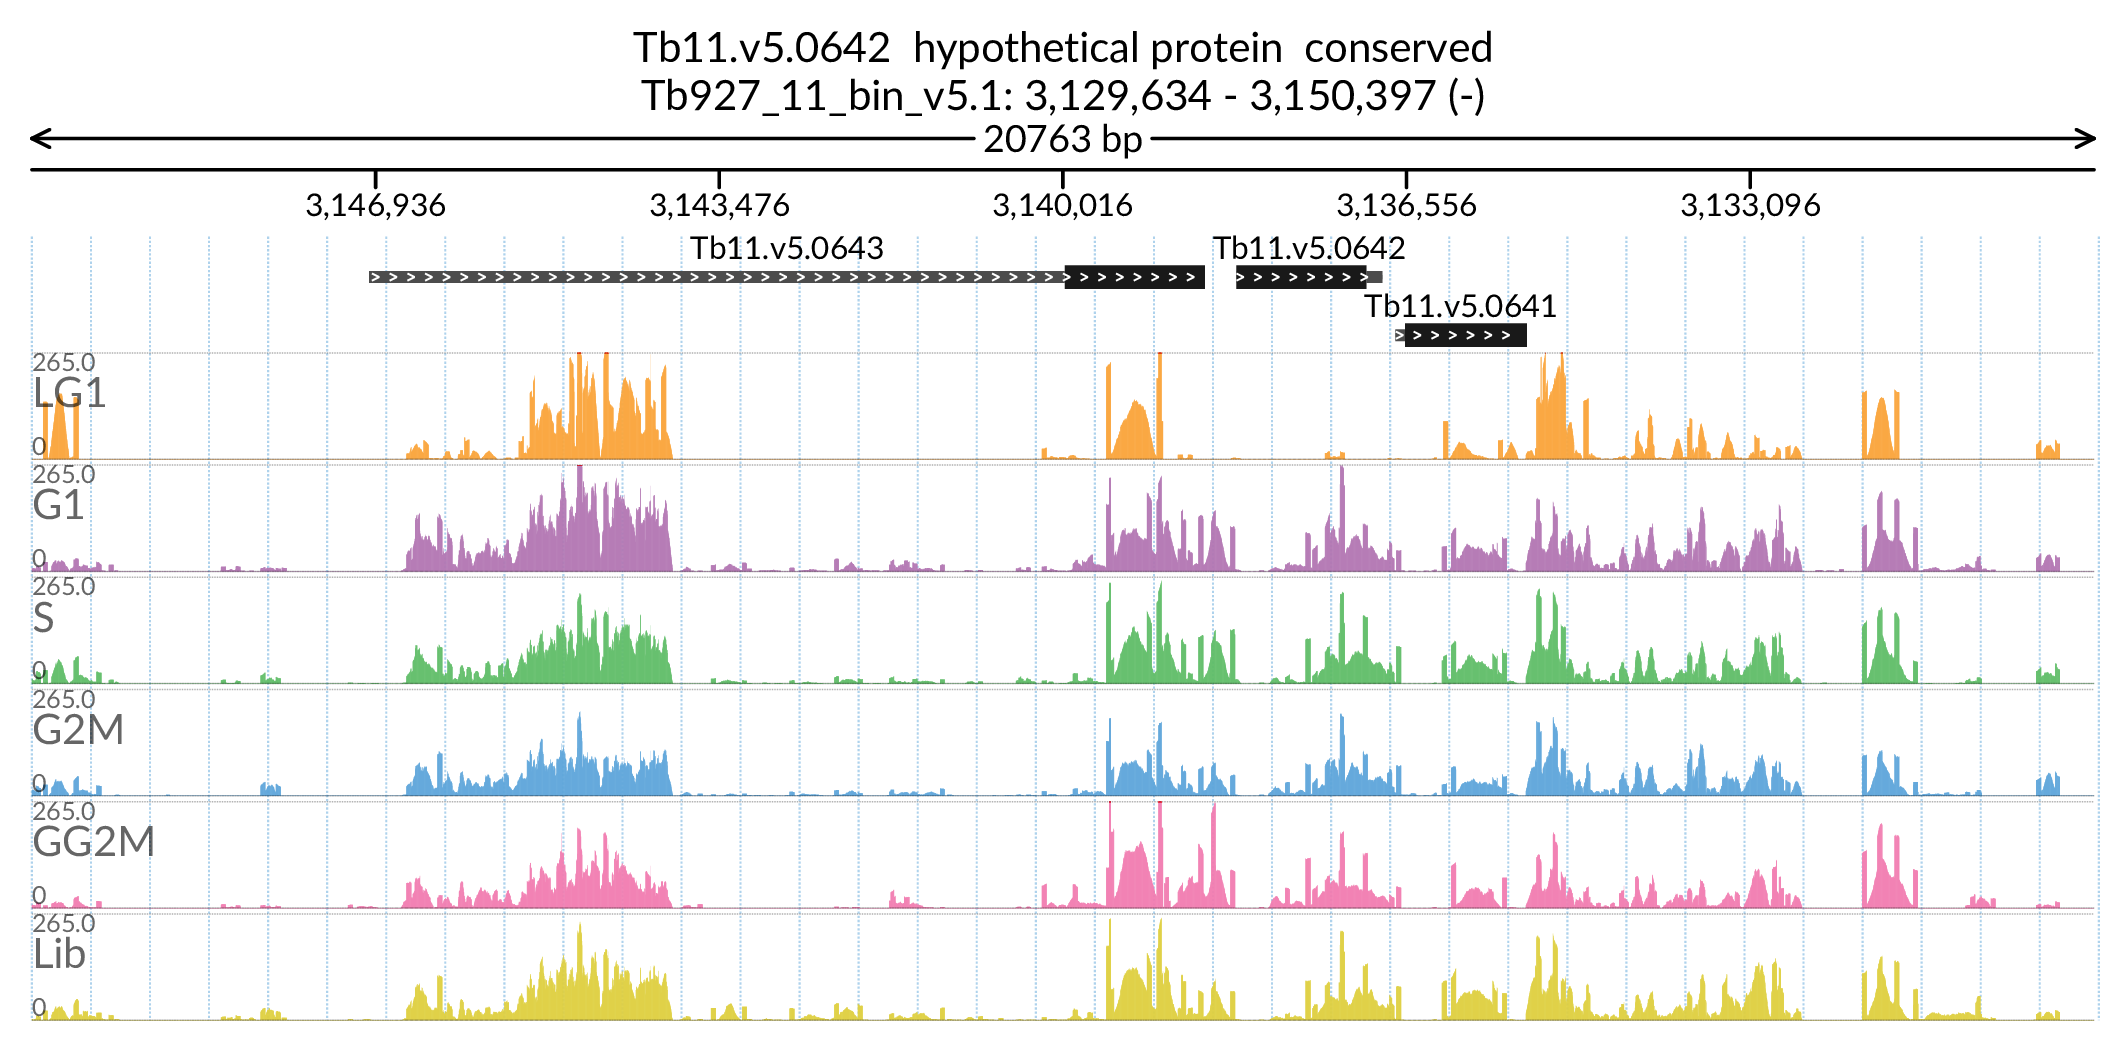 Tb11.v5.0642 hypothetical protein conserved
Tb927_11_bin_v5.1: 3,129,634 - 3,150,397 (-)
20763 bp
3,146,936 3,143,476 3,140,016 3,136,556 3,133,096
Tb11.v5.0643 Tb11.v5.0642
Tb11.v5.0641
265.0
LG1
0
265.0
G1
0
265.0
S
0
265.0
G2M
0
265.0
GG2M
0
265.0
Lib
0